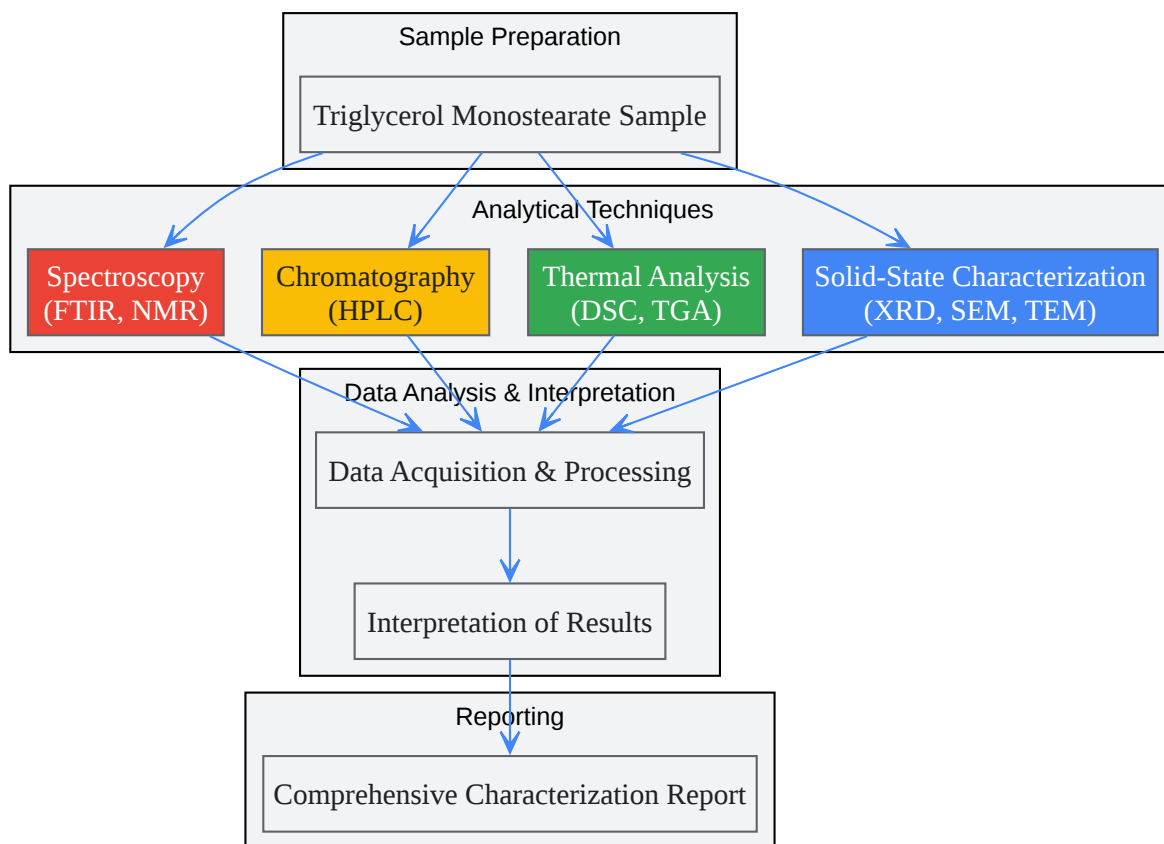 Sample Preparation
Triglycerol Monostearate Sample
Analytical Techniques
Spectroscopy
(FTIR, NMR)
Chromatography
(HPLC)
Thermal Analysis
(DSC, TGA)
Solid-State Characterization
(XRD, SEM, TEM)
Data Analysis & Interpretation
Data Acquisition & Processing
Interpretation of Results
Reporting
Comprehensive Characterization Report